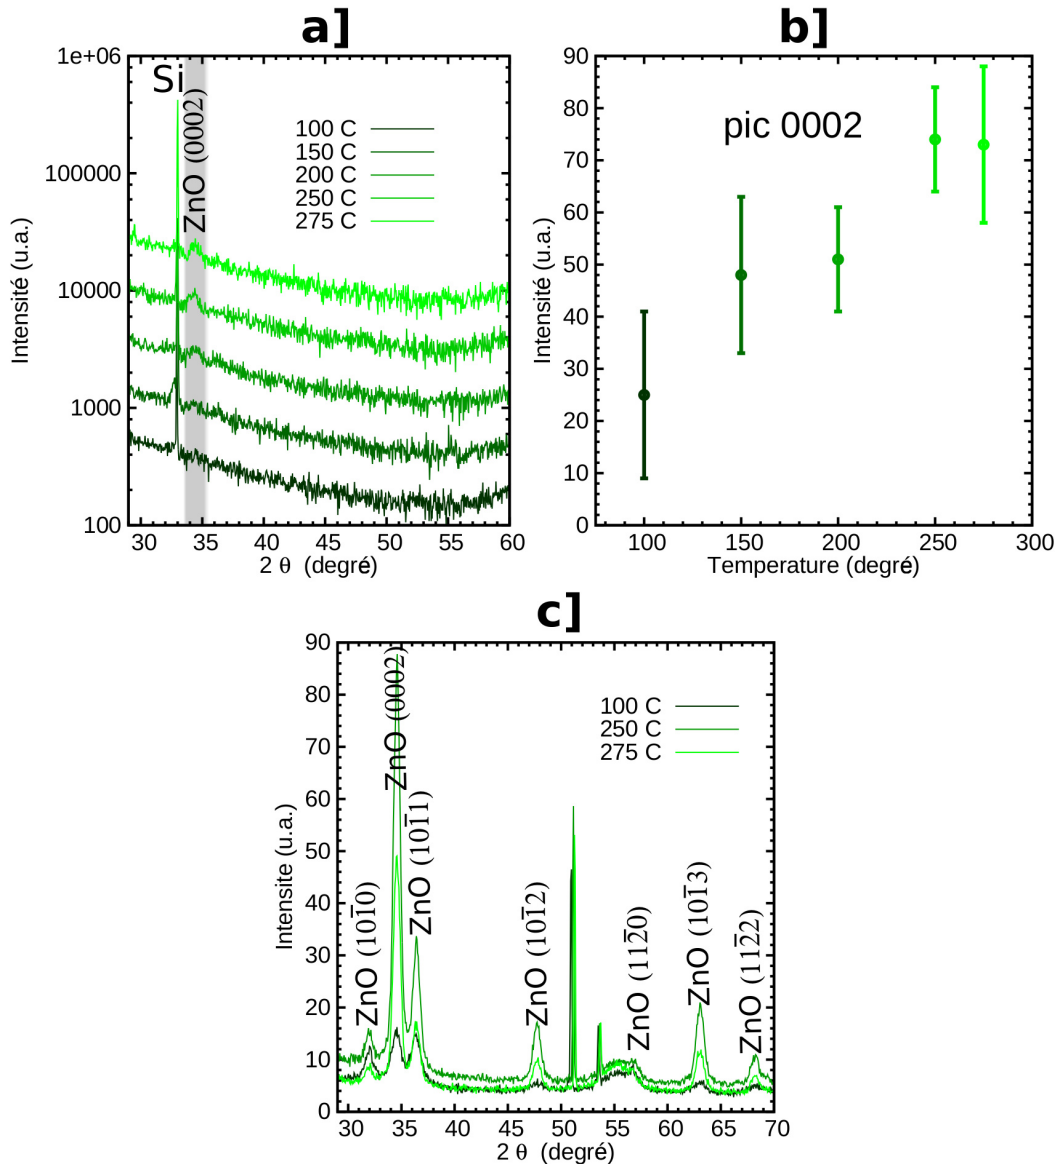 a]
1e+06
100000
10000
1000
100
Intensité (u.a.)
Si
ZnO (0002)
100 C
150 C
200 C
250 C
275 C
30 35 40 45 50 55 60
2 θ (degré)
b]
90
80
70
60
50
40
30
20
10
0
Intensité (u.a.)
pic 0002
100 150 200 250 300
Temperature (degré)
c]
90
80
70
60
50
40
30
20
10
0
Intensite (u.a.)
ZnO (101̅0)
ZnO (0002)
ZnO (101̅1)
ZnO (101̅2)
ZnO (112̅0)
ZnO (101̅3)
ZnO (112̅2)
100 C
250 C
275 C
30 35 40 45 50 55 60 65 70
2 θ (degré)